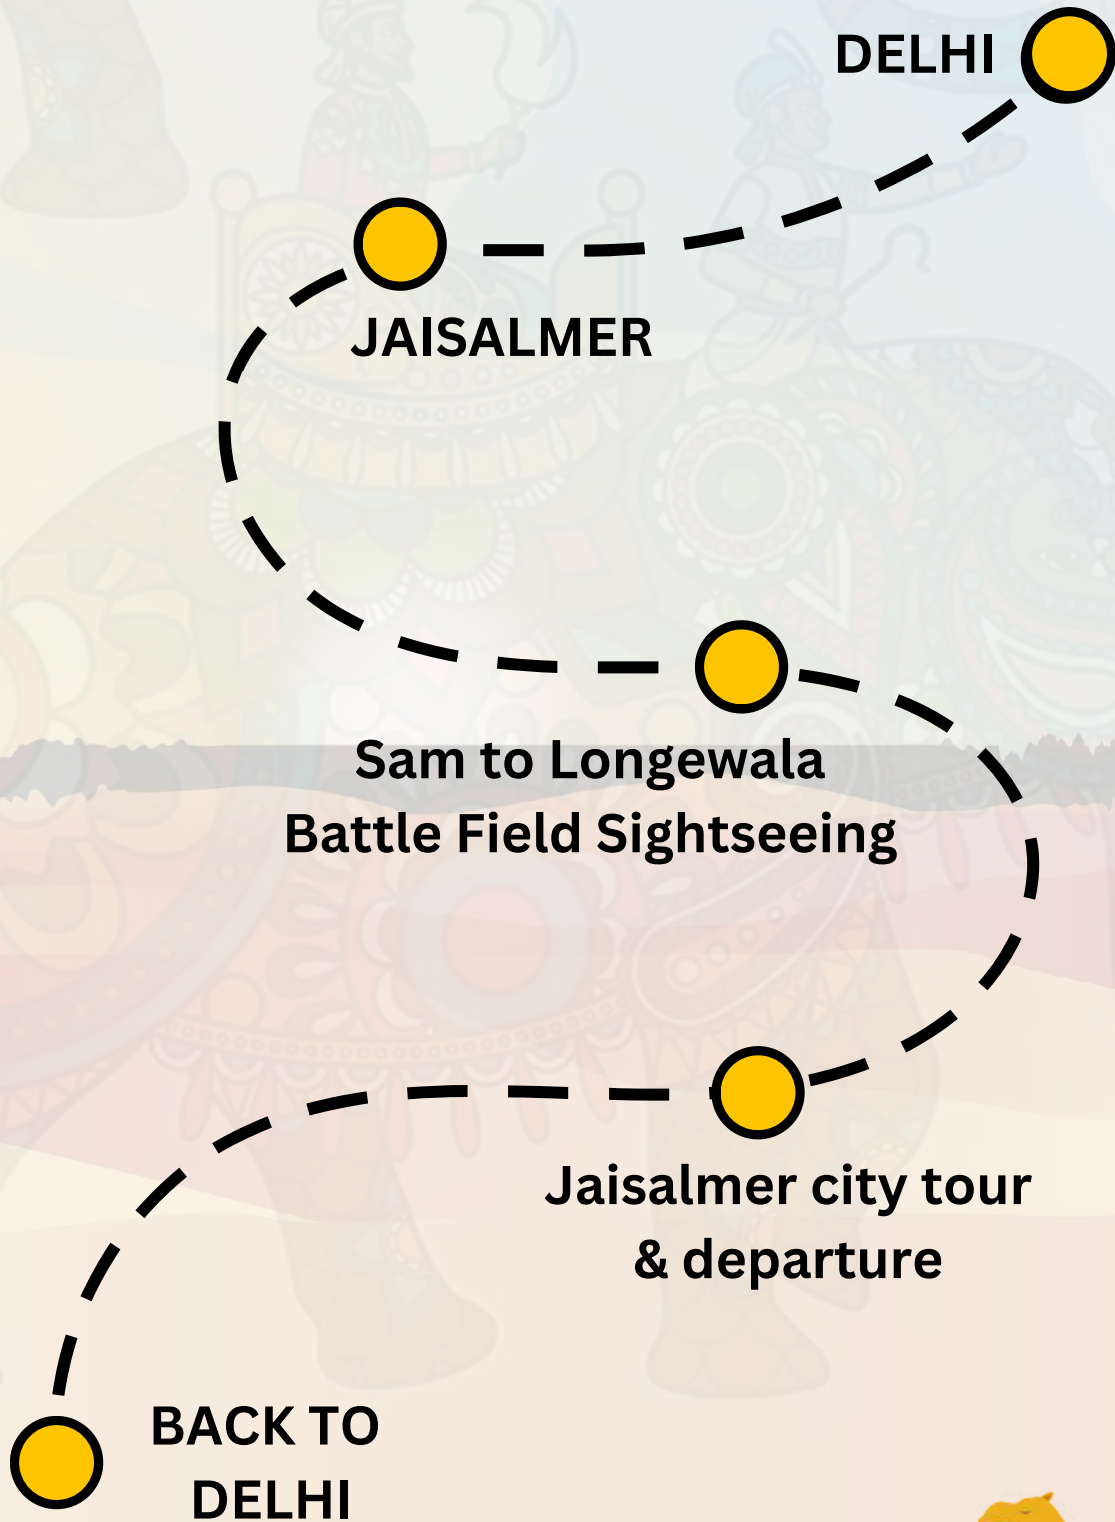 DELHI
JAISALMER
Sam to Longewala
Battle Field Sightseeing
Jaisalmer city tour
& departure
BACK TO
DELHI